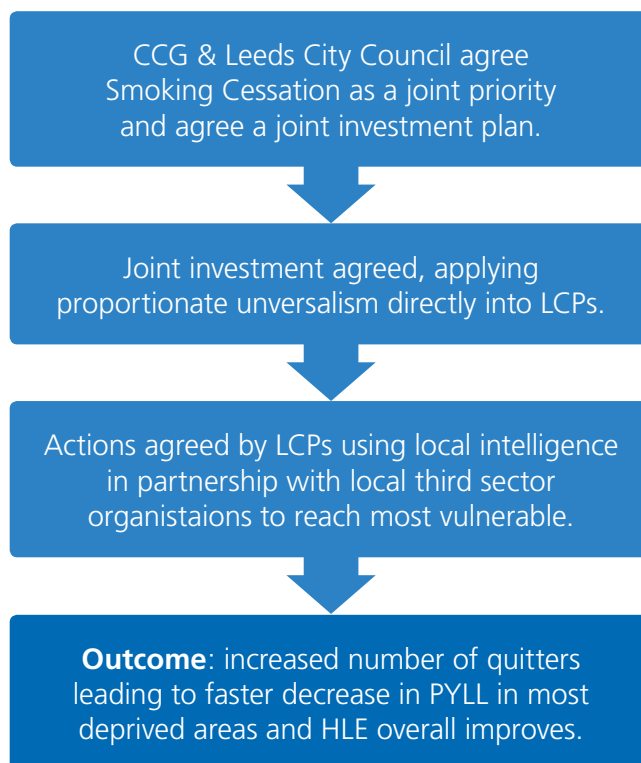 CCG & Leeds City Council agree
Smoking Cessation as a joint priority
and agree a joint investment plan.
Joint investment agreed, applying
proportionate unversalism directly into LCPs.
Actions agreed by LCPs using local intelligence
in partnership with local third sector
organistaions to reach most vulnerable.
Outcome: increased number of quitters
leading to faster decrease in PYLL in most
deprived areas and HLE overall improves.